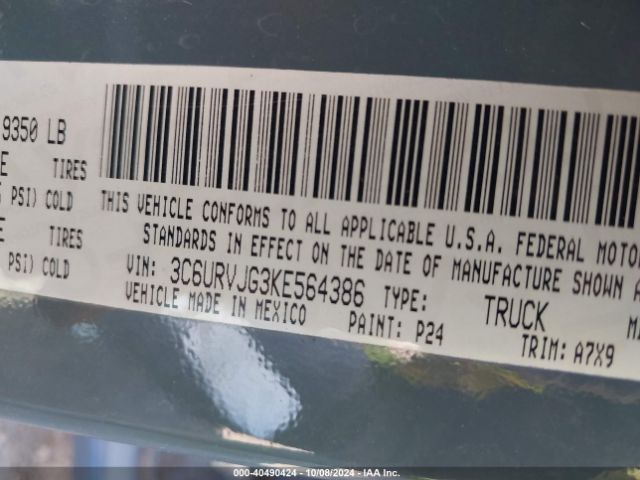 9350 LB
TIRES
PSI) COLD
TIRES
PSI) COLD
THIS VEHICLE CONFORMS TO ALL APPLICABLE U.S.A. FEDERAL MOTOR
STANDARDS IN EFFECT ON THE DATE OF MANUFACTURE SHOWN A
VIN: 3C6URVJG3KE564386 TYPE: TRUCK
VEHICLE MADE IN MEXICO PAINT: P24 TRIM: A7X9
000-40490424 - 10/08/2024 - IAA Inc.